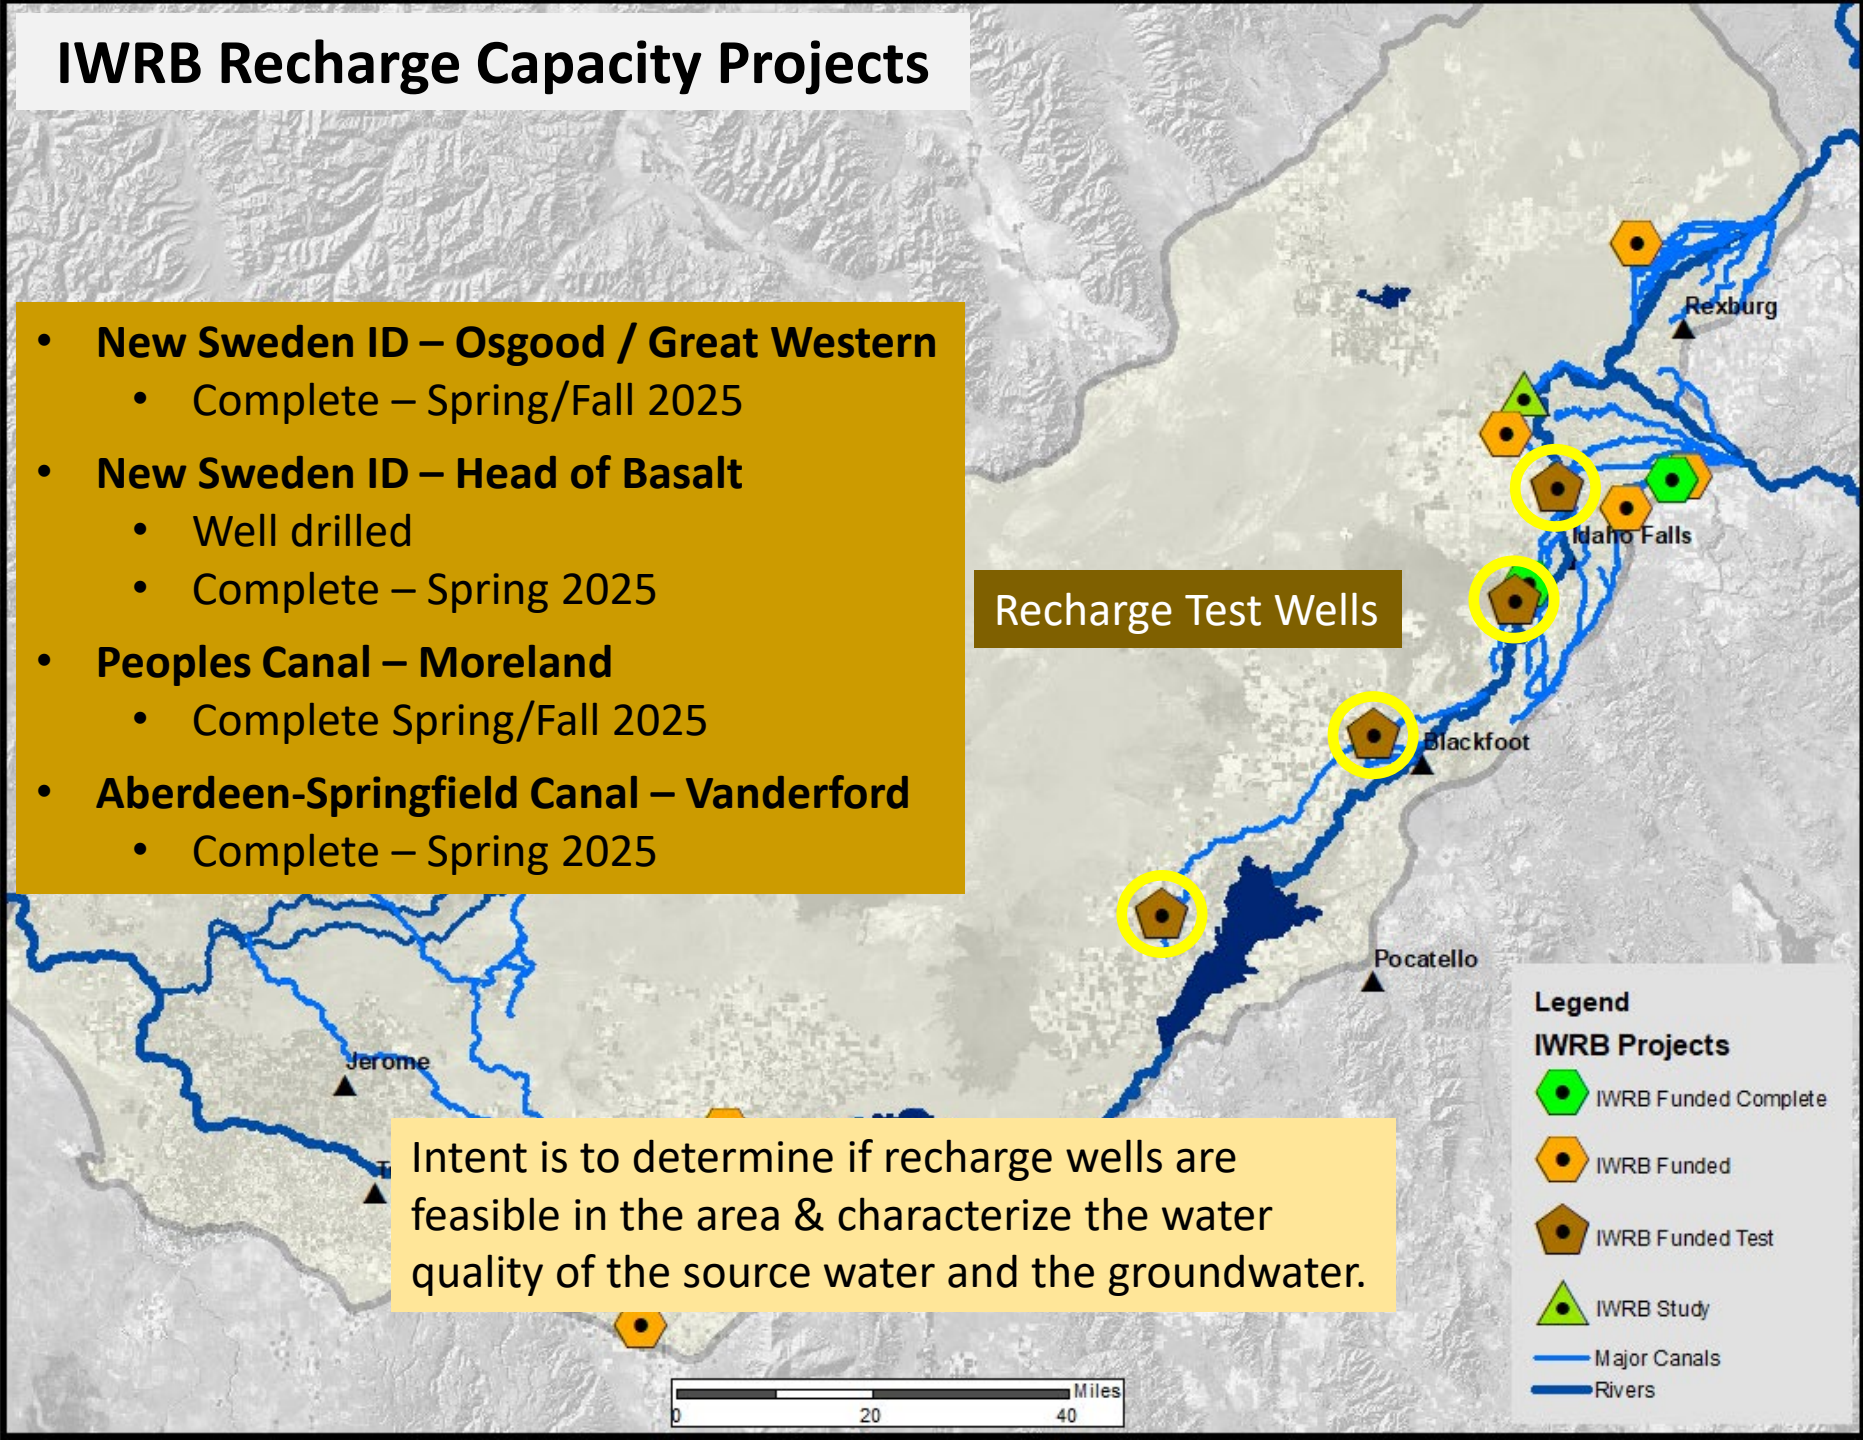 IWRB Recharge Capacity Projects
• New Sweden ID – Osgood / Great Western
• Complete – Spring/Fall 2025
• New Sweden ID – Head of Basalt
• Well drilled
• Complete – Spring 2025
• Peoples Canal – Moreland
• Complete Spring/Fall 2025
• Aberdeen-Springfield Canal – Vanderford
• Complete – Spring 2025
Rexburg
Idaho Falls
Recharge Test Wells
Blackfoot
Pocatello
Jerome
T
Intent is to determine if recharge wells are
feasible in the area & characterize the water
quality of the source water and the groundwater.
Legend
IWRB Projects
IWRB Funded Complete
IWRB Funded
IWRB Funded Test
IWRB Study
Major Canals
Rivers
Miles
0 20 40